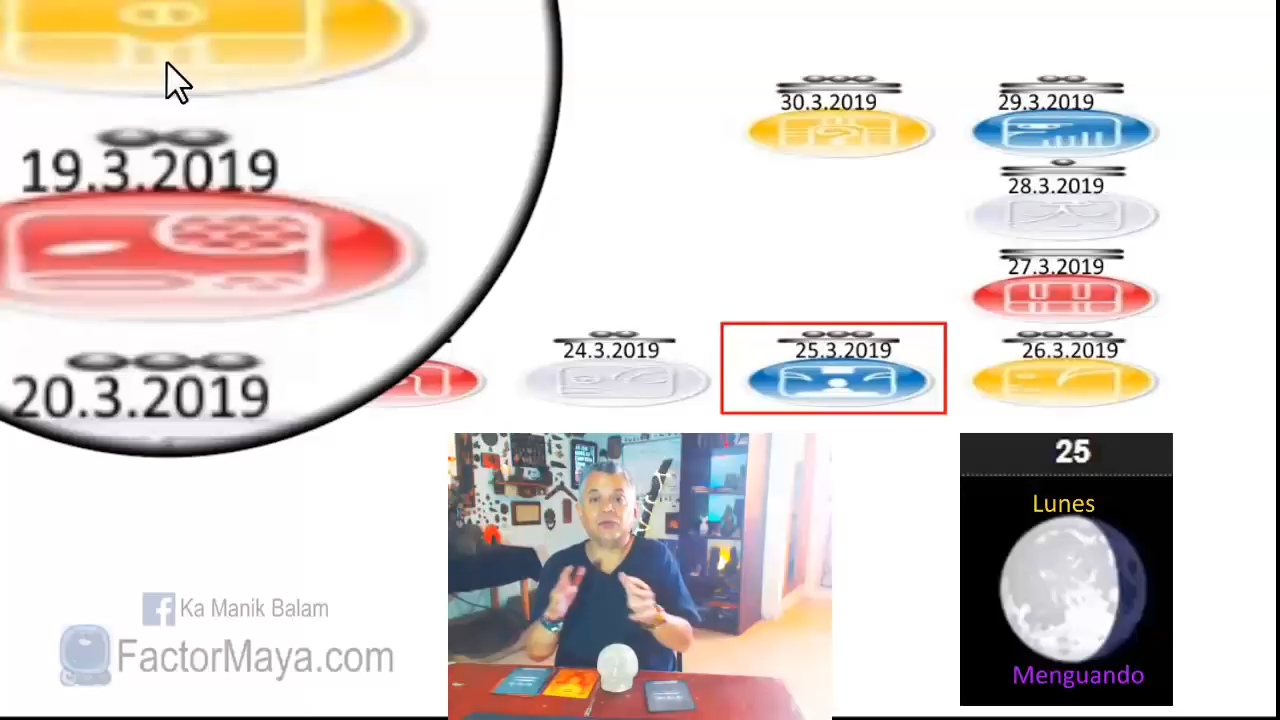 19.3.2019
20.3.2019
30.3.2019
29.3.2019
28.3.2019
27.3.2019
24.3.2019
25.3.2019
26.3.2019
25
Lunes
Menguando
Ka Manik Balam
FactorMaya.com